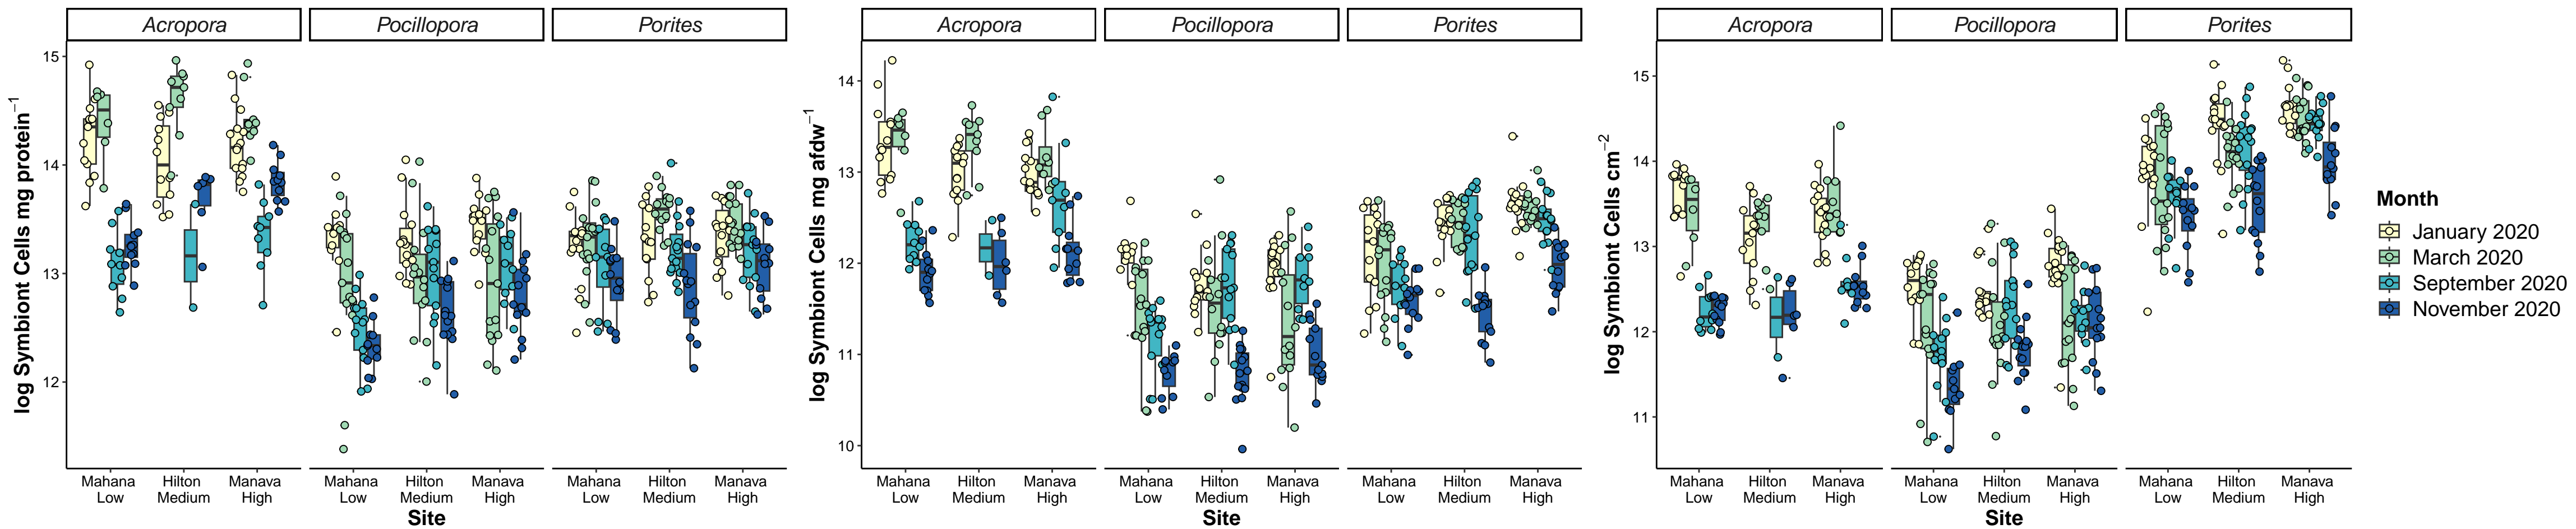 Acropora Pocillopora Porites
log Symbiont Cells mg protein⁻¹
15
14
13
12
Mahana Low Hilton Medium Manava High
Mahana Low Hilton Medium Manava High
Mahana Low Hilton Medium Manava High
Site
Acropora Pocillopora Porites
log Symbiont Cells mg afdw⁻¹
14
13
12
11
10
Mahana Low Hilton Medium Manava High
Mahana Low Hilton Medium Manava High
Mahana Low Hilton Medium Manava High
Site
Acropora Pocillopora Porites
log Symbiont Cells cm⁻²
15
14
13
12
11
Mahana Low Hilton Medium Manava High
Mahana Low Hilton Medium Manava High
Mahana Low Hilton Medium Manava High
Site
Month
January 2020
March 2020
September 2020
November 2020